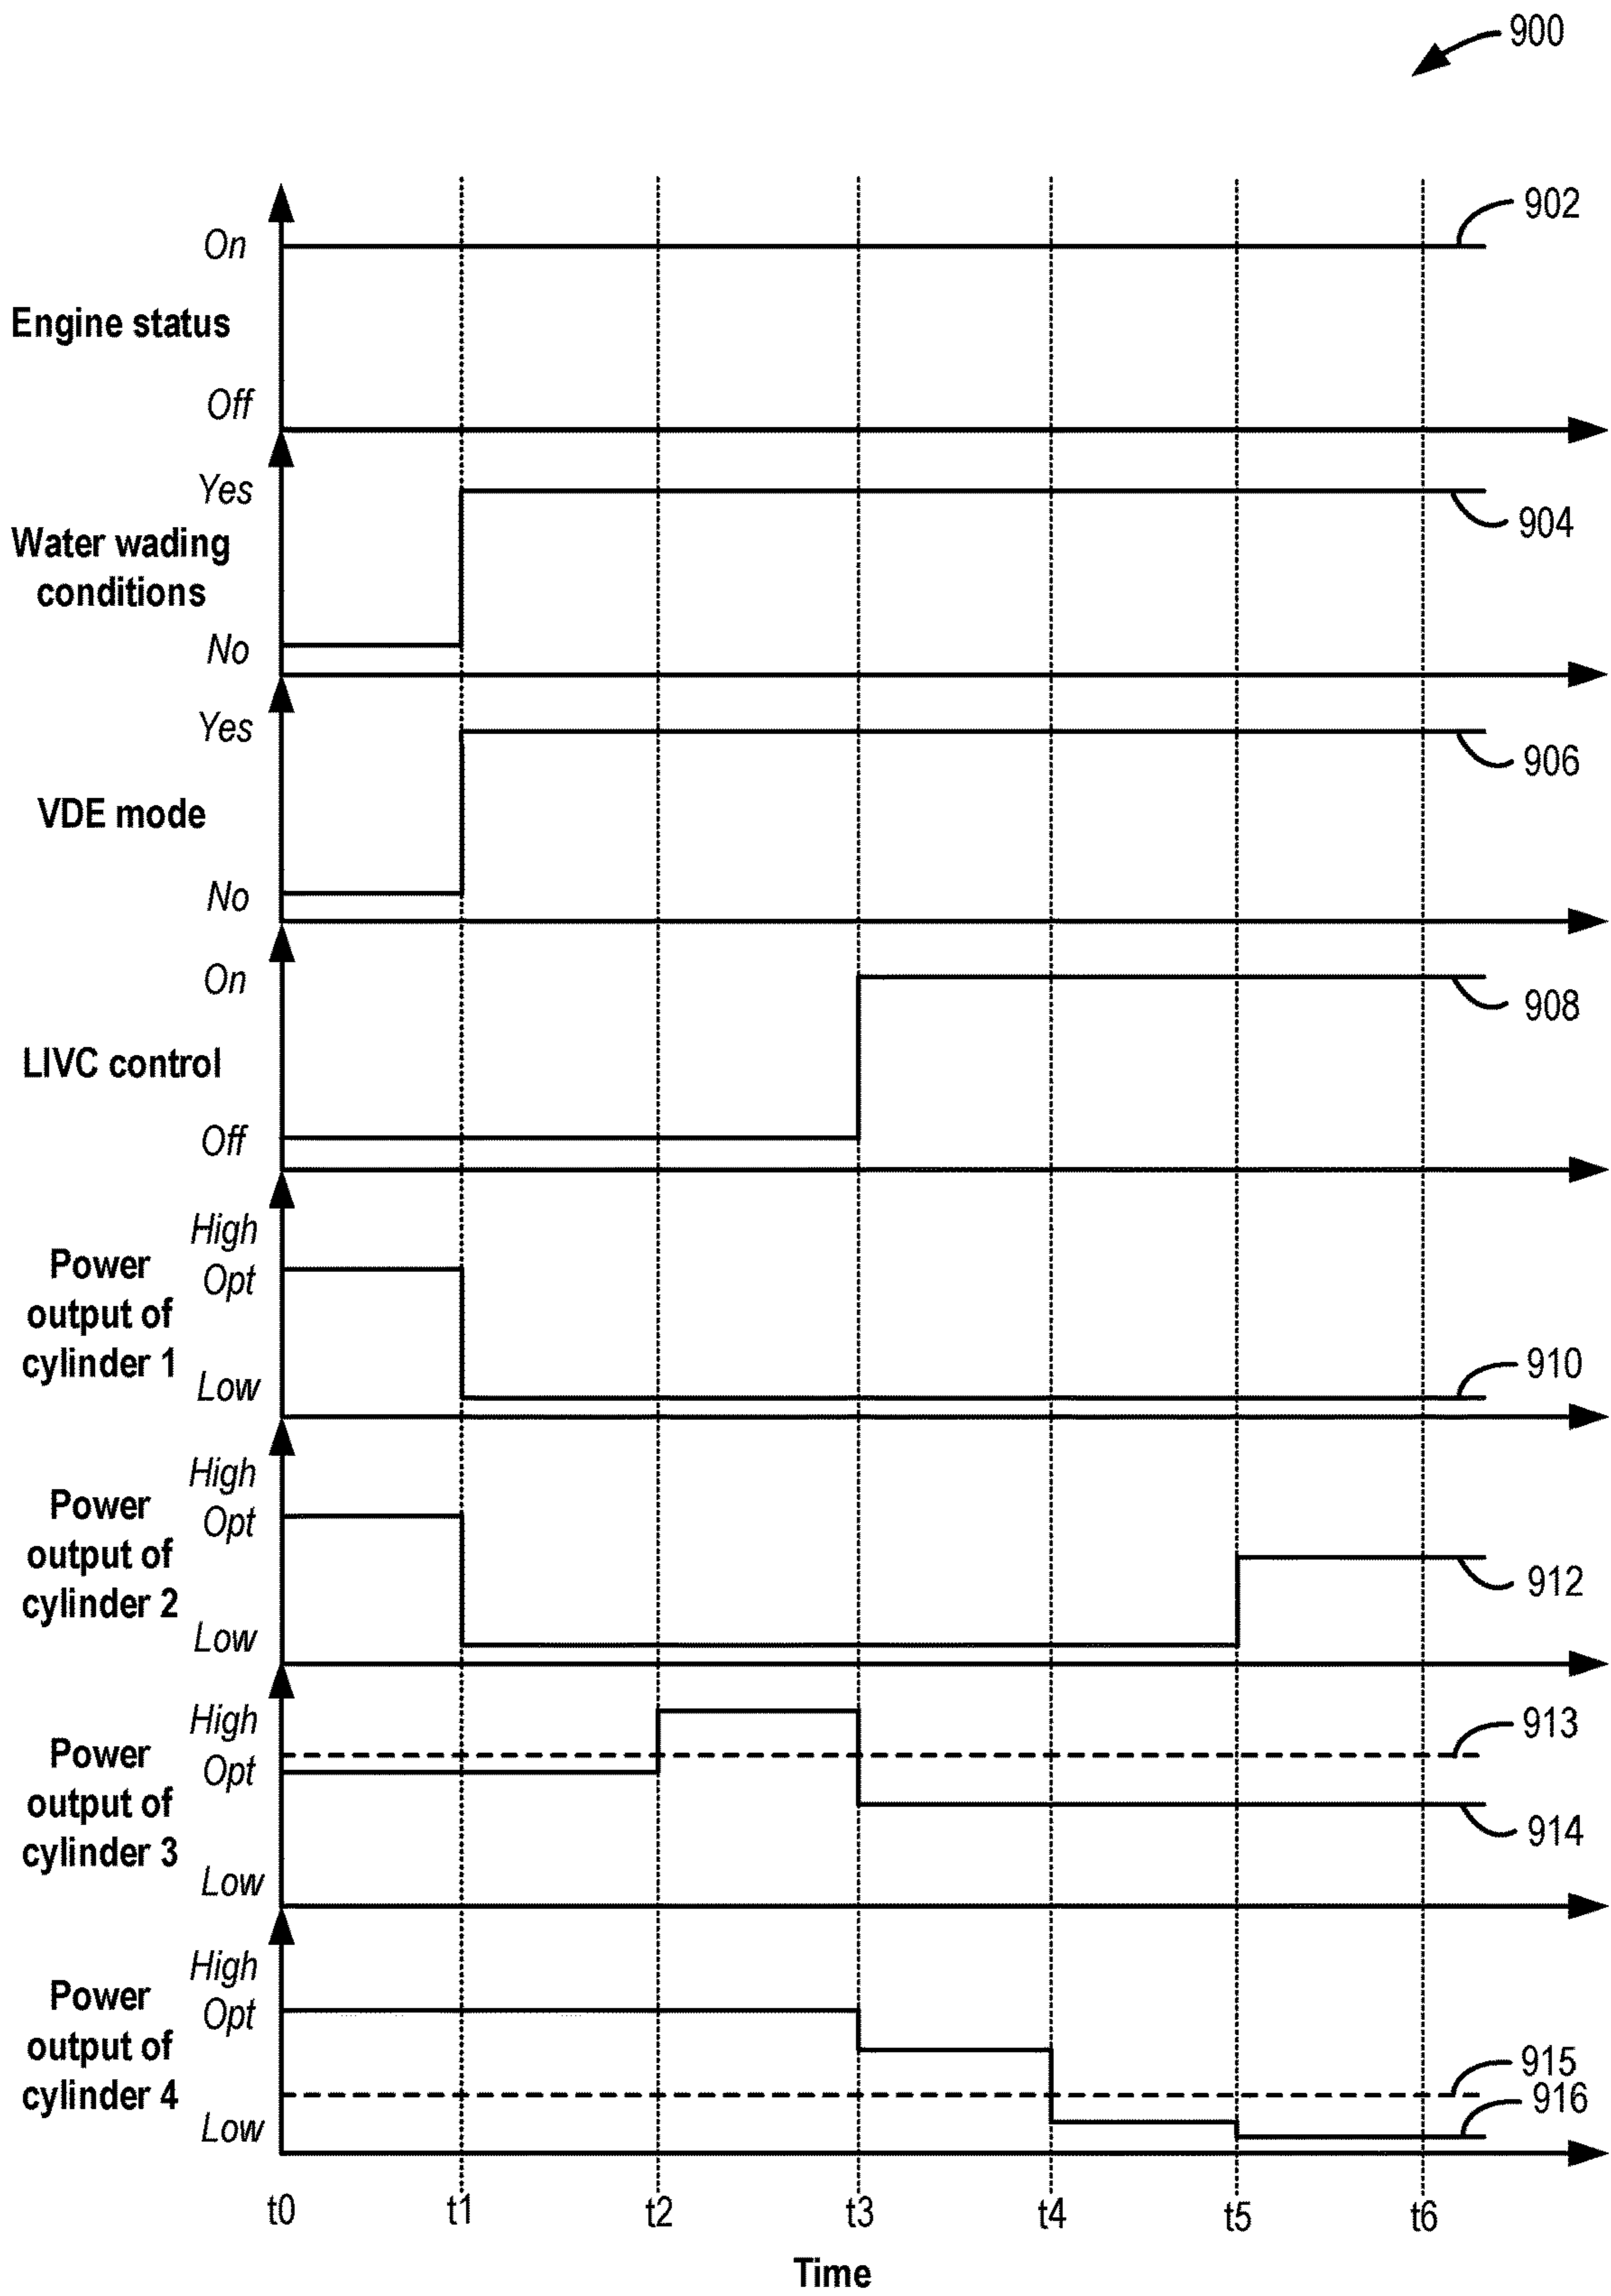 900
902
On
Engine status
Off
Yes
904
Water wading
conditions
No
Yes
906
VDE mode
No
On
908
LIVC control
Off
High
Power
Opt
output of
cylinder 1
910
Low
High
Power
Opt
output of
912
cylinder 2
Low
High
913
Power
Opt
output of
914
cylinder 3
Low
High
Power
Opt
output of
915
cylinder 4
916
Low
t0 t1 t2 t3 t4 t5 t6
Time